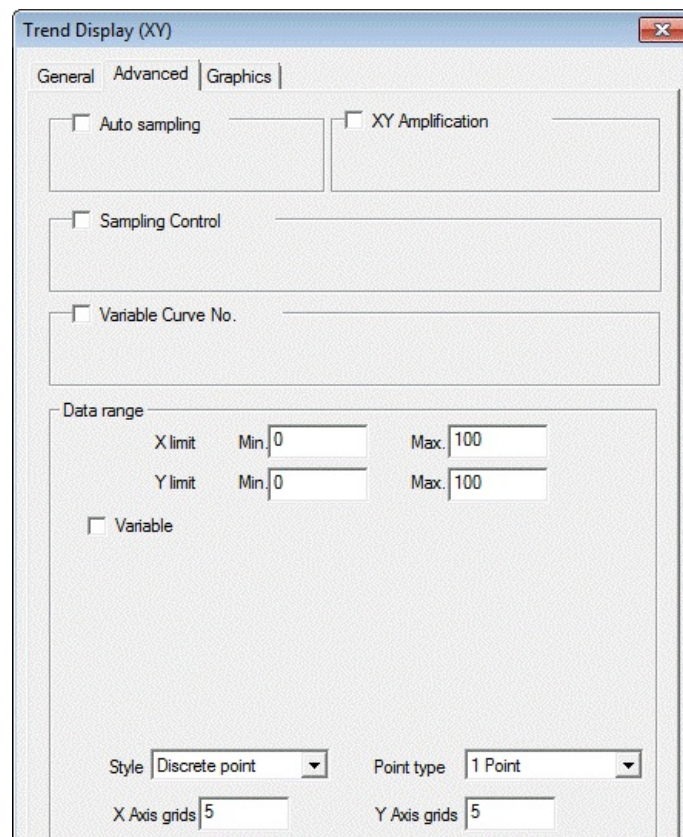 Trend Display (XY)
General Advanced Graphics
Auto sampling XY Amplification
Sampling Control
Variable Curve No.
Data range
X limit Min. 0 Max. 100
Y limit Min. 0 Max. 100
Variable
Style Discrete point Point type 1 Point
X Axis grids 5 Y Axis grids 5